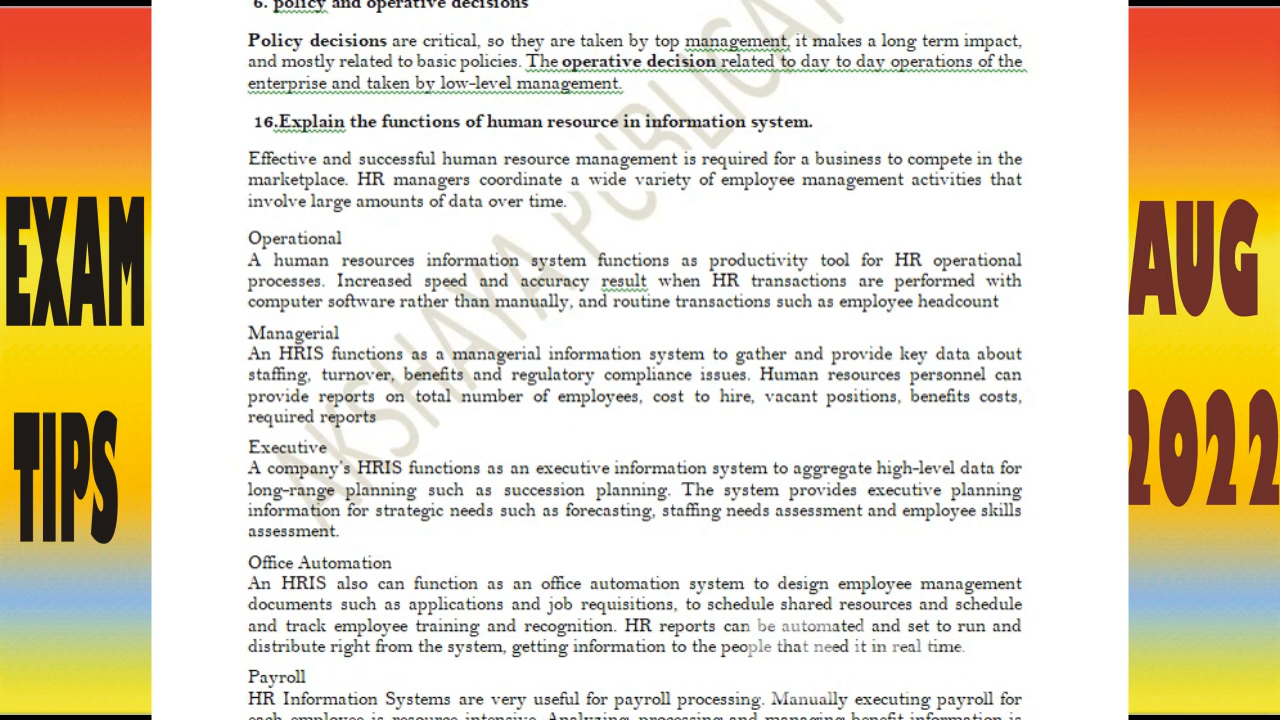 6. policy and operative decisions
Policy decisions are critical, so they are taken by top management, it makes a long term impact,
and mostly related to basic policies. The operative decision related to day to day operations of the
enterprise and taken by low-level management.
16.Explain the functions of human resource in information system.
Effective and successful human resource management is required for a business to compete in the
marketplace. HR managers coordinate a wide variety of employee management activities that
involve large amounts of data over time.
Operational
A human resources information system functions as productivity tool for HR operational
processes. Increased speed and accuracy result when HR transactions are performed with
computer software rather than manually, and routine transactions such as employee headcount
Managerial
An HRIS functions as a managerial information system to gather and provide key data about
staffing, turnover, benefits and regulatory compliance issues. Human resources personnel can
provide reports on total number of employees, cost to hire, vacant positions, benefits costs,
required reports
Executive
A company's HRIS functions as an executive information system to aggregate high-level data for
long-range planning such as succession planning. The system provides executive planning
information for strategic needs such as forecasting, staffing needs assessment and employee skills
assessment.
Office Automation
An HRIS also can function as an office automation system to design employee management
documents such as applications and job requisitions, to schedule shared resources and schedule
and track employee training and recognition. HR reports can be automated and set to run and
distribute right from the system, getting information to the people that need it in real time.
Payroll
HR Information Systems are very useful for payroll processing. Manually executing payroll for
each employee is resource intensive. Analyzing, processing and managing benefit information is
AKSHAYA PUBLICAT
EXAM
TIPS
AUG
2022